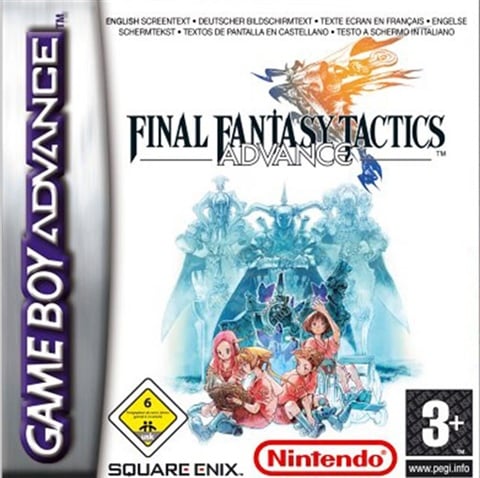 ENGLISH SCREENTEXT • DEUTSCHER BILDSCHIRMTEXT • TEXTE ECRAN EN FRANÇAIS • ENGELSE
SCHERMTEKST • TEXTOS DE PANTALLA EN CASTELLANO • TESTO A SCHERMO IN ITALIANO
GAME BOY ADVANCE
FINAL FANTASY TACTICS
ADVANCE
TM
6
usk
SQUARE ENIX
Nintendo
3+
www.pegi.info